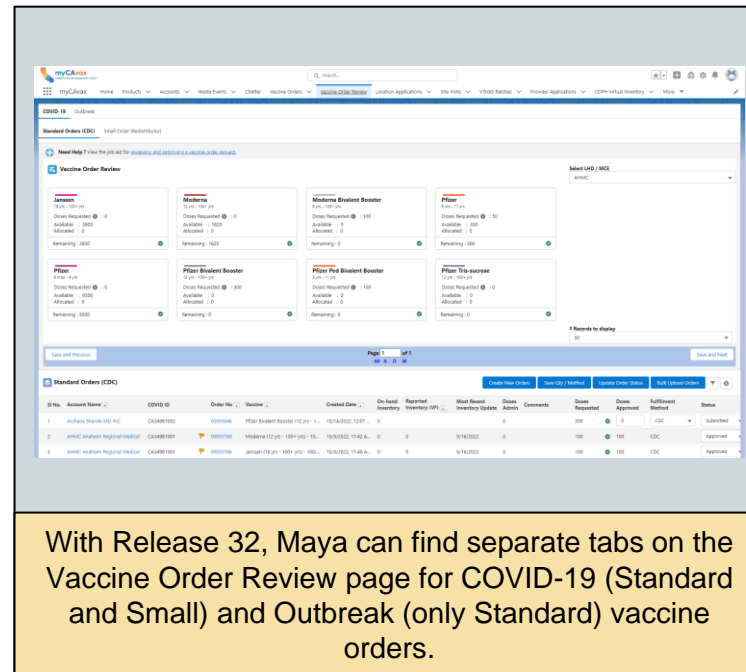 myCAvax
Search...
myCAvax Home Products Accounts Waste Events Chatter Vaccine Orders Vaccine Order Review Location Applications Site Visits VTrckS Batches Provider Applications CDPH Virtual Inventory More
COVID-19 Outbreak
Standard Orders (CDC) Small Order (Redistributor)
Need Help ? View the job aid for reviewing and approving a vaccine order request.
Vaccine Order Review
Select LHD / MCE
AHMC
Janssen Moderna Moderna Bivalent Booster Pfizer
18 yrs - 100+ yrs 12 yrs - 100+ yrs 6 yrs - 100+ yrs 5 yrs - 11 yrs
Doses Requested : 0 Doses Requested : 0 Doses Requested : 100 Doses Requested : 50
Available : 5600 Available : 1620 Available : 0 Available : 300
Allocated : 0 Allocated : 0 Allocated : 0 Allocated : 0
Remaining : 5600 Remaining : 1620 Remaining : 0 Remaining : 300
Pfizer Pfizer Bivalent Booster Pfizer Ped Bivalent Booster Pfizer Tris-sucrose
6 mos - 4 yrs 12 yrs - 100+ yrs 5 yrs - 11 yrs 12 yrs - 100+ yrs
Doses Requested : 0 Doses Requested : 300 Doses Requested : 100 Doses Requested : 0
Available : 9500 Available : 0 Available : 0 Available : 0
Allocated : 0 Allocated : 0 Allocated : 0 Allocated : 0
Remaining : 9500 Remaining : 0 Remaining : 0 Remaining : 0
# Records to display
50
Save and Previous Page 1 of 1 Save and Next
All A O M
Standard Orders (CDC) Create New Orders Save Qty / Method Update Order Status Bulk Upload Orders
Sl No. Account Name COVID ID Order No Vaccine Created Date On-hand Inventory Reported Inventory (VF) Most Recent Inventory Update Doses Admin Comments Doses Requested Doses Approved Fulfillment Method Status
1 Archana Shende MD INC CA34981002 Pfizer Bivalent Booster (12 yrs - 1... 10/14/2022, 12:07 ... 0 0 300 0 CDC Submitted
2 AHMC Anaheim Regional Medical CA34981001 Moderna (12 yrs - 100+ yrs) - 10... 10/5/2022, 11:42 A... 0 0 9/16/2022 0 100 100 CDC Approved
3 AHMC Anaheim Regional Medical CA34981001 Janssen (18 yrs - 100+ yrs) - 100/... 10/5/2022, 11:40 A... 0 0 9/16/2022 0 100 100 CDC Approved
With Release 32, Maya can find separate tabs on the
Vaccine Order Review page for COVID-19 (Standard
and Small) and Outbreak (only Standard) vaccine
orders.